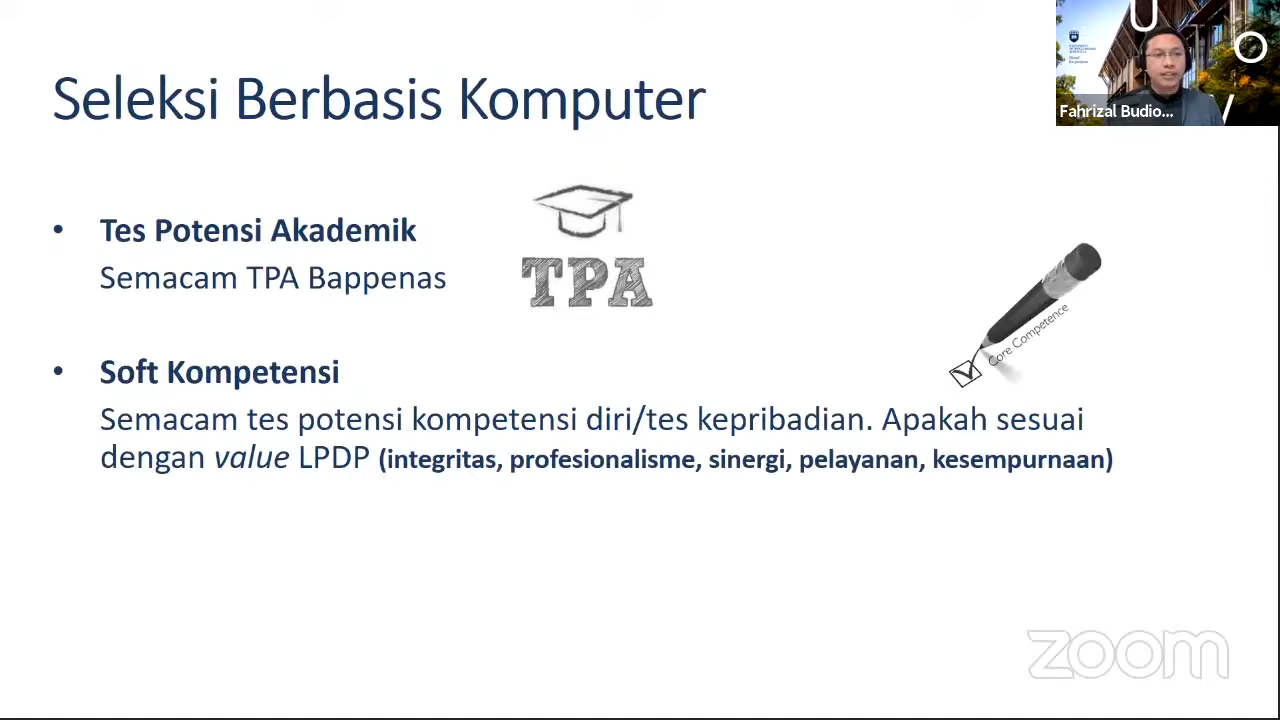 Seleksi Berbasis Komputer
Fahrizal Budio...
• Tes Potensi Akademik
Semacam TPA Bappenas
TPA
Core Competence
• Soft Kompetensi
Semacam tes potensi kompetensi diri/tes kepribadian. Apakah sesuai
dengan value LPDP (integritas, profesionalisme, sinergi, pelayanan, kesempurnaan)
zoom